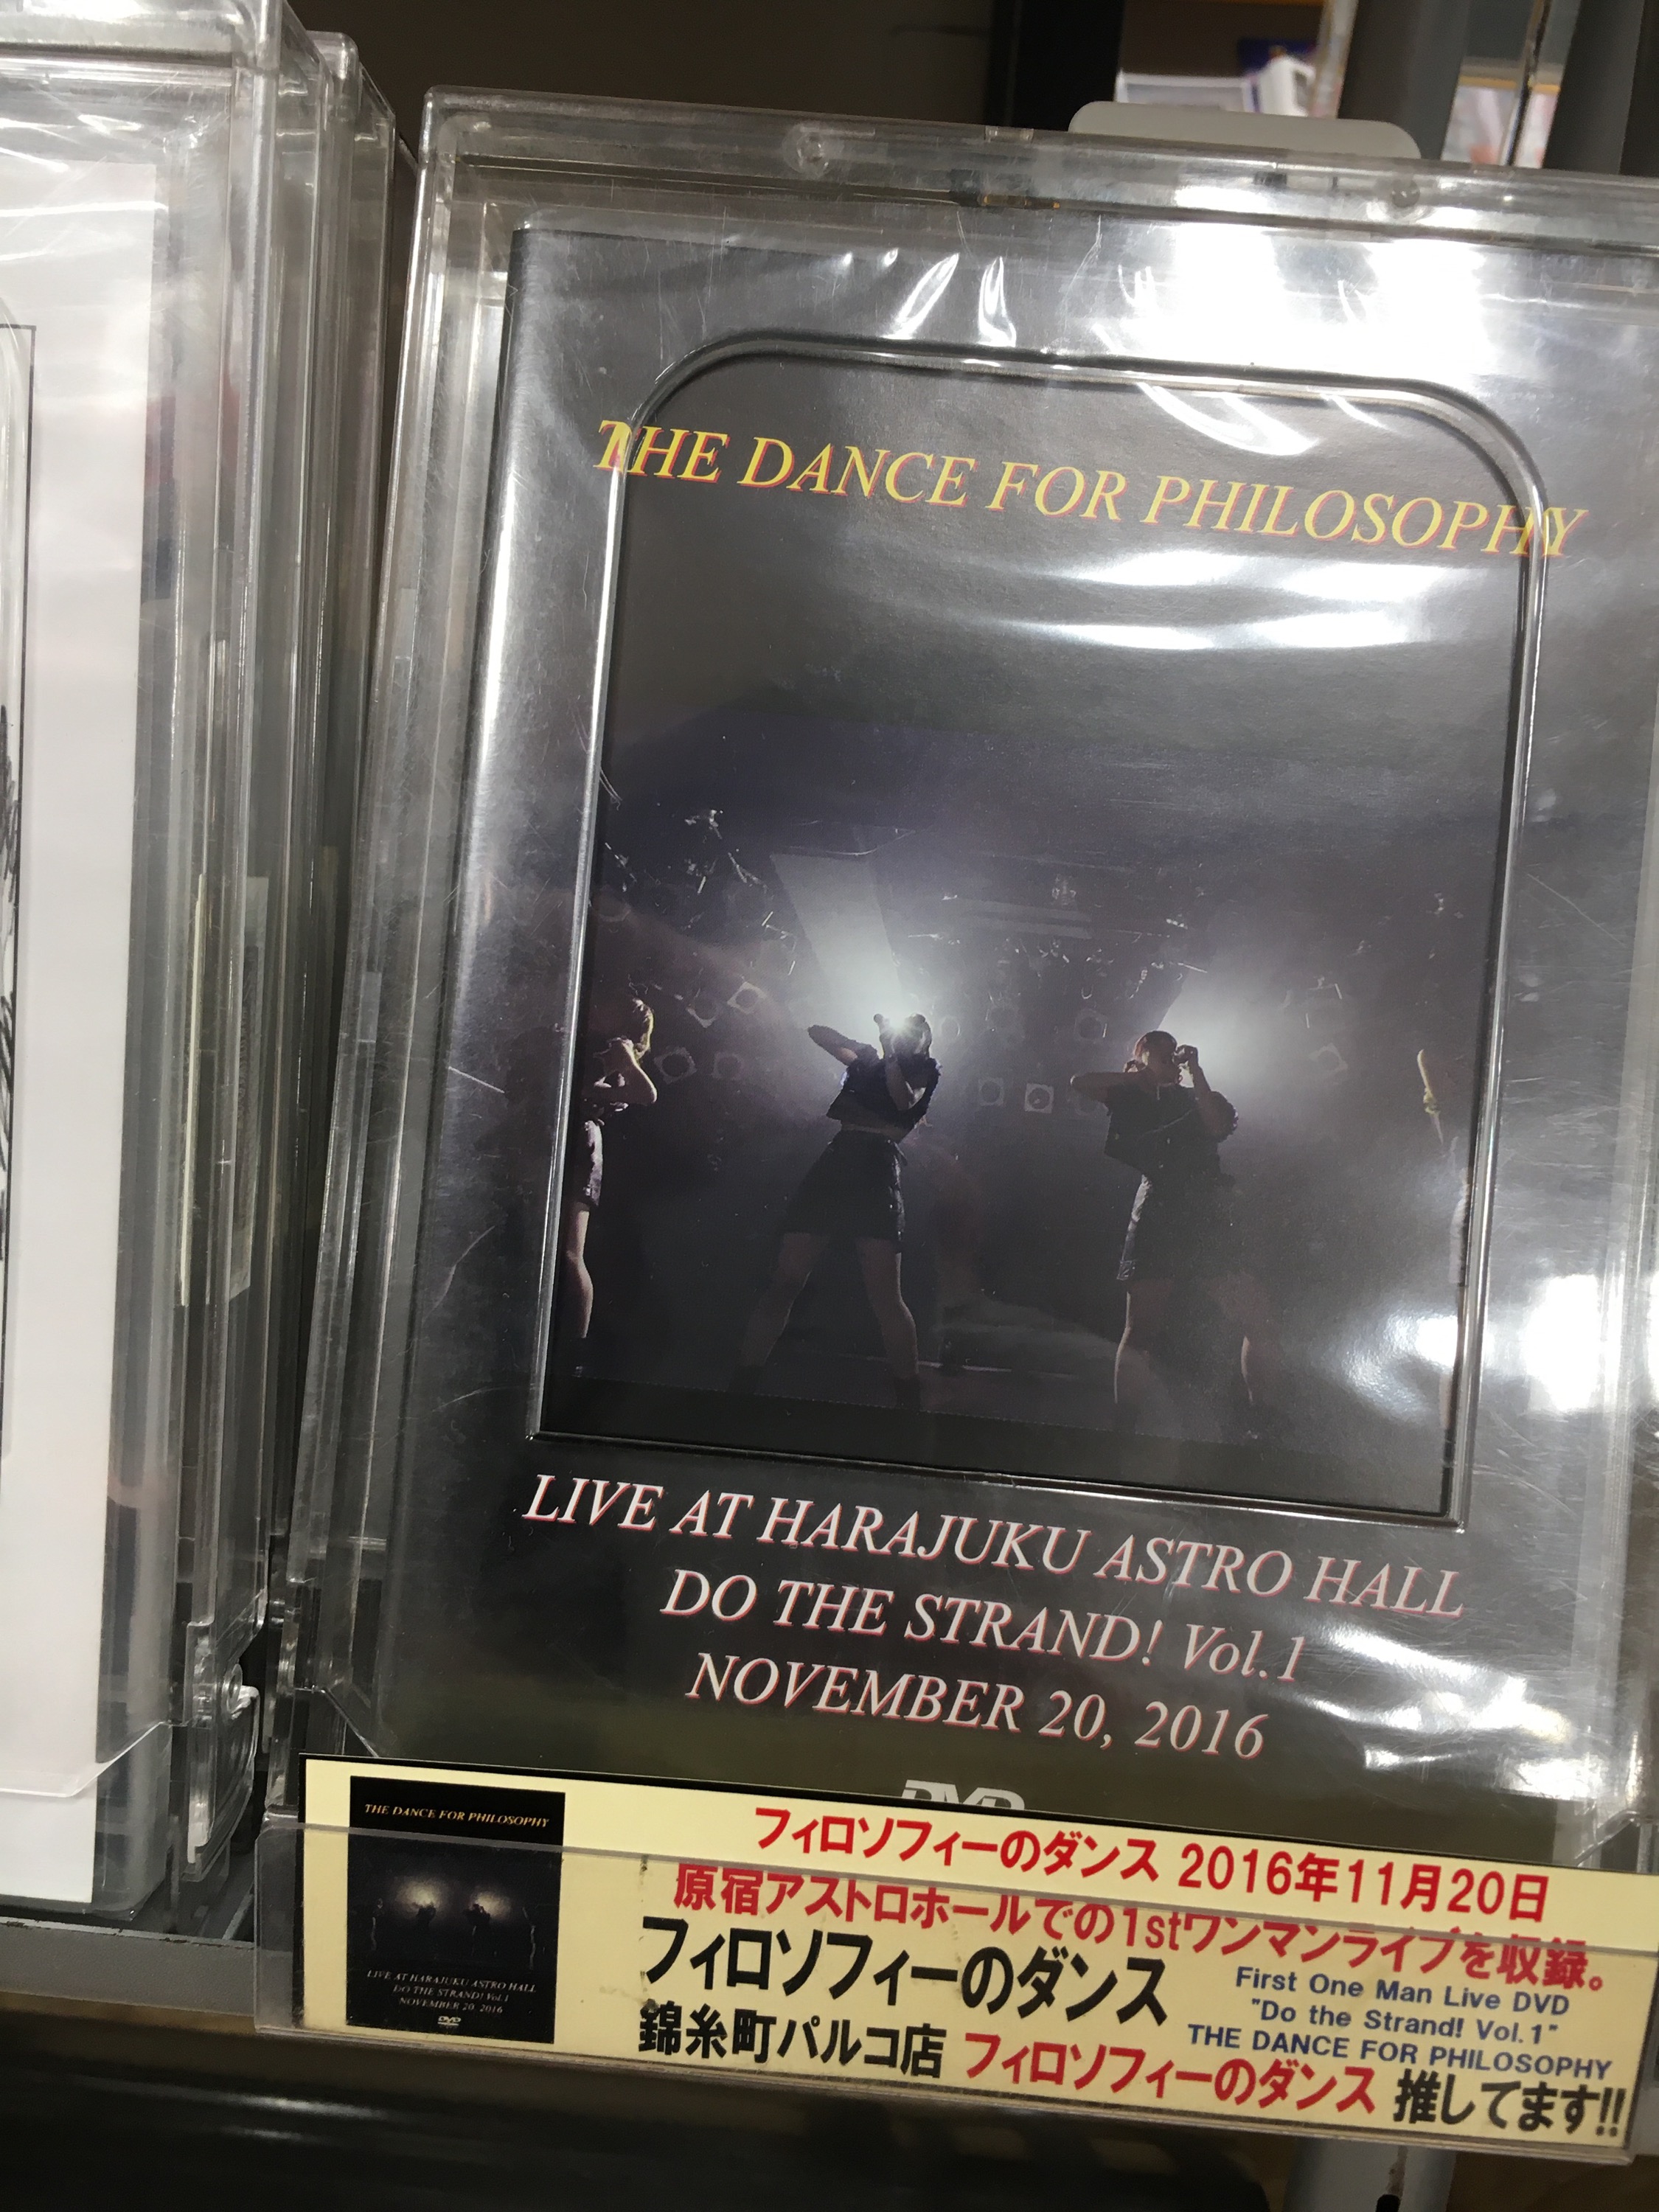 THE DANCE FOR PHILOSOPHY
LIVE AT HARAJUKU ASTRO HALL
DO THE STRAND! Vol.1
NOVEMBER 20, 2016
DVD
THE DANCE FOR PHILOSOPHY
LIVE AT HARAJUKU ASTRO HALL
DO THE STRAND! Vol.1
NOVEMBER 20, 2016
DVD
フィロソフィーのダンス 2016年11月20日
原宿アストロホールでの1stワンマンライブを収録。
フィロソフィーのダンス
First One Man Live DVD
"Do the Strand! Vol.1"
THE DANCE FOR PHILOSOPHY
錦糸町パルコ店 フィロソフィーのダンス 推してます!!